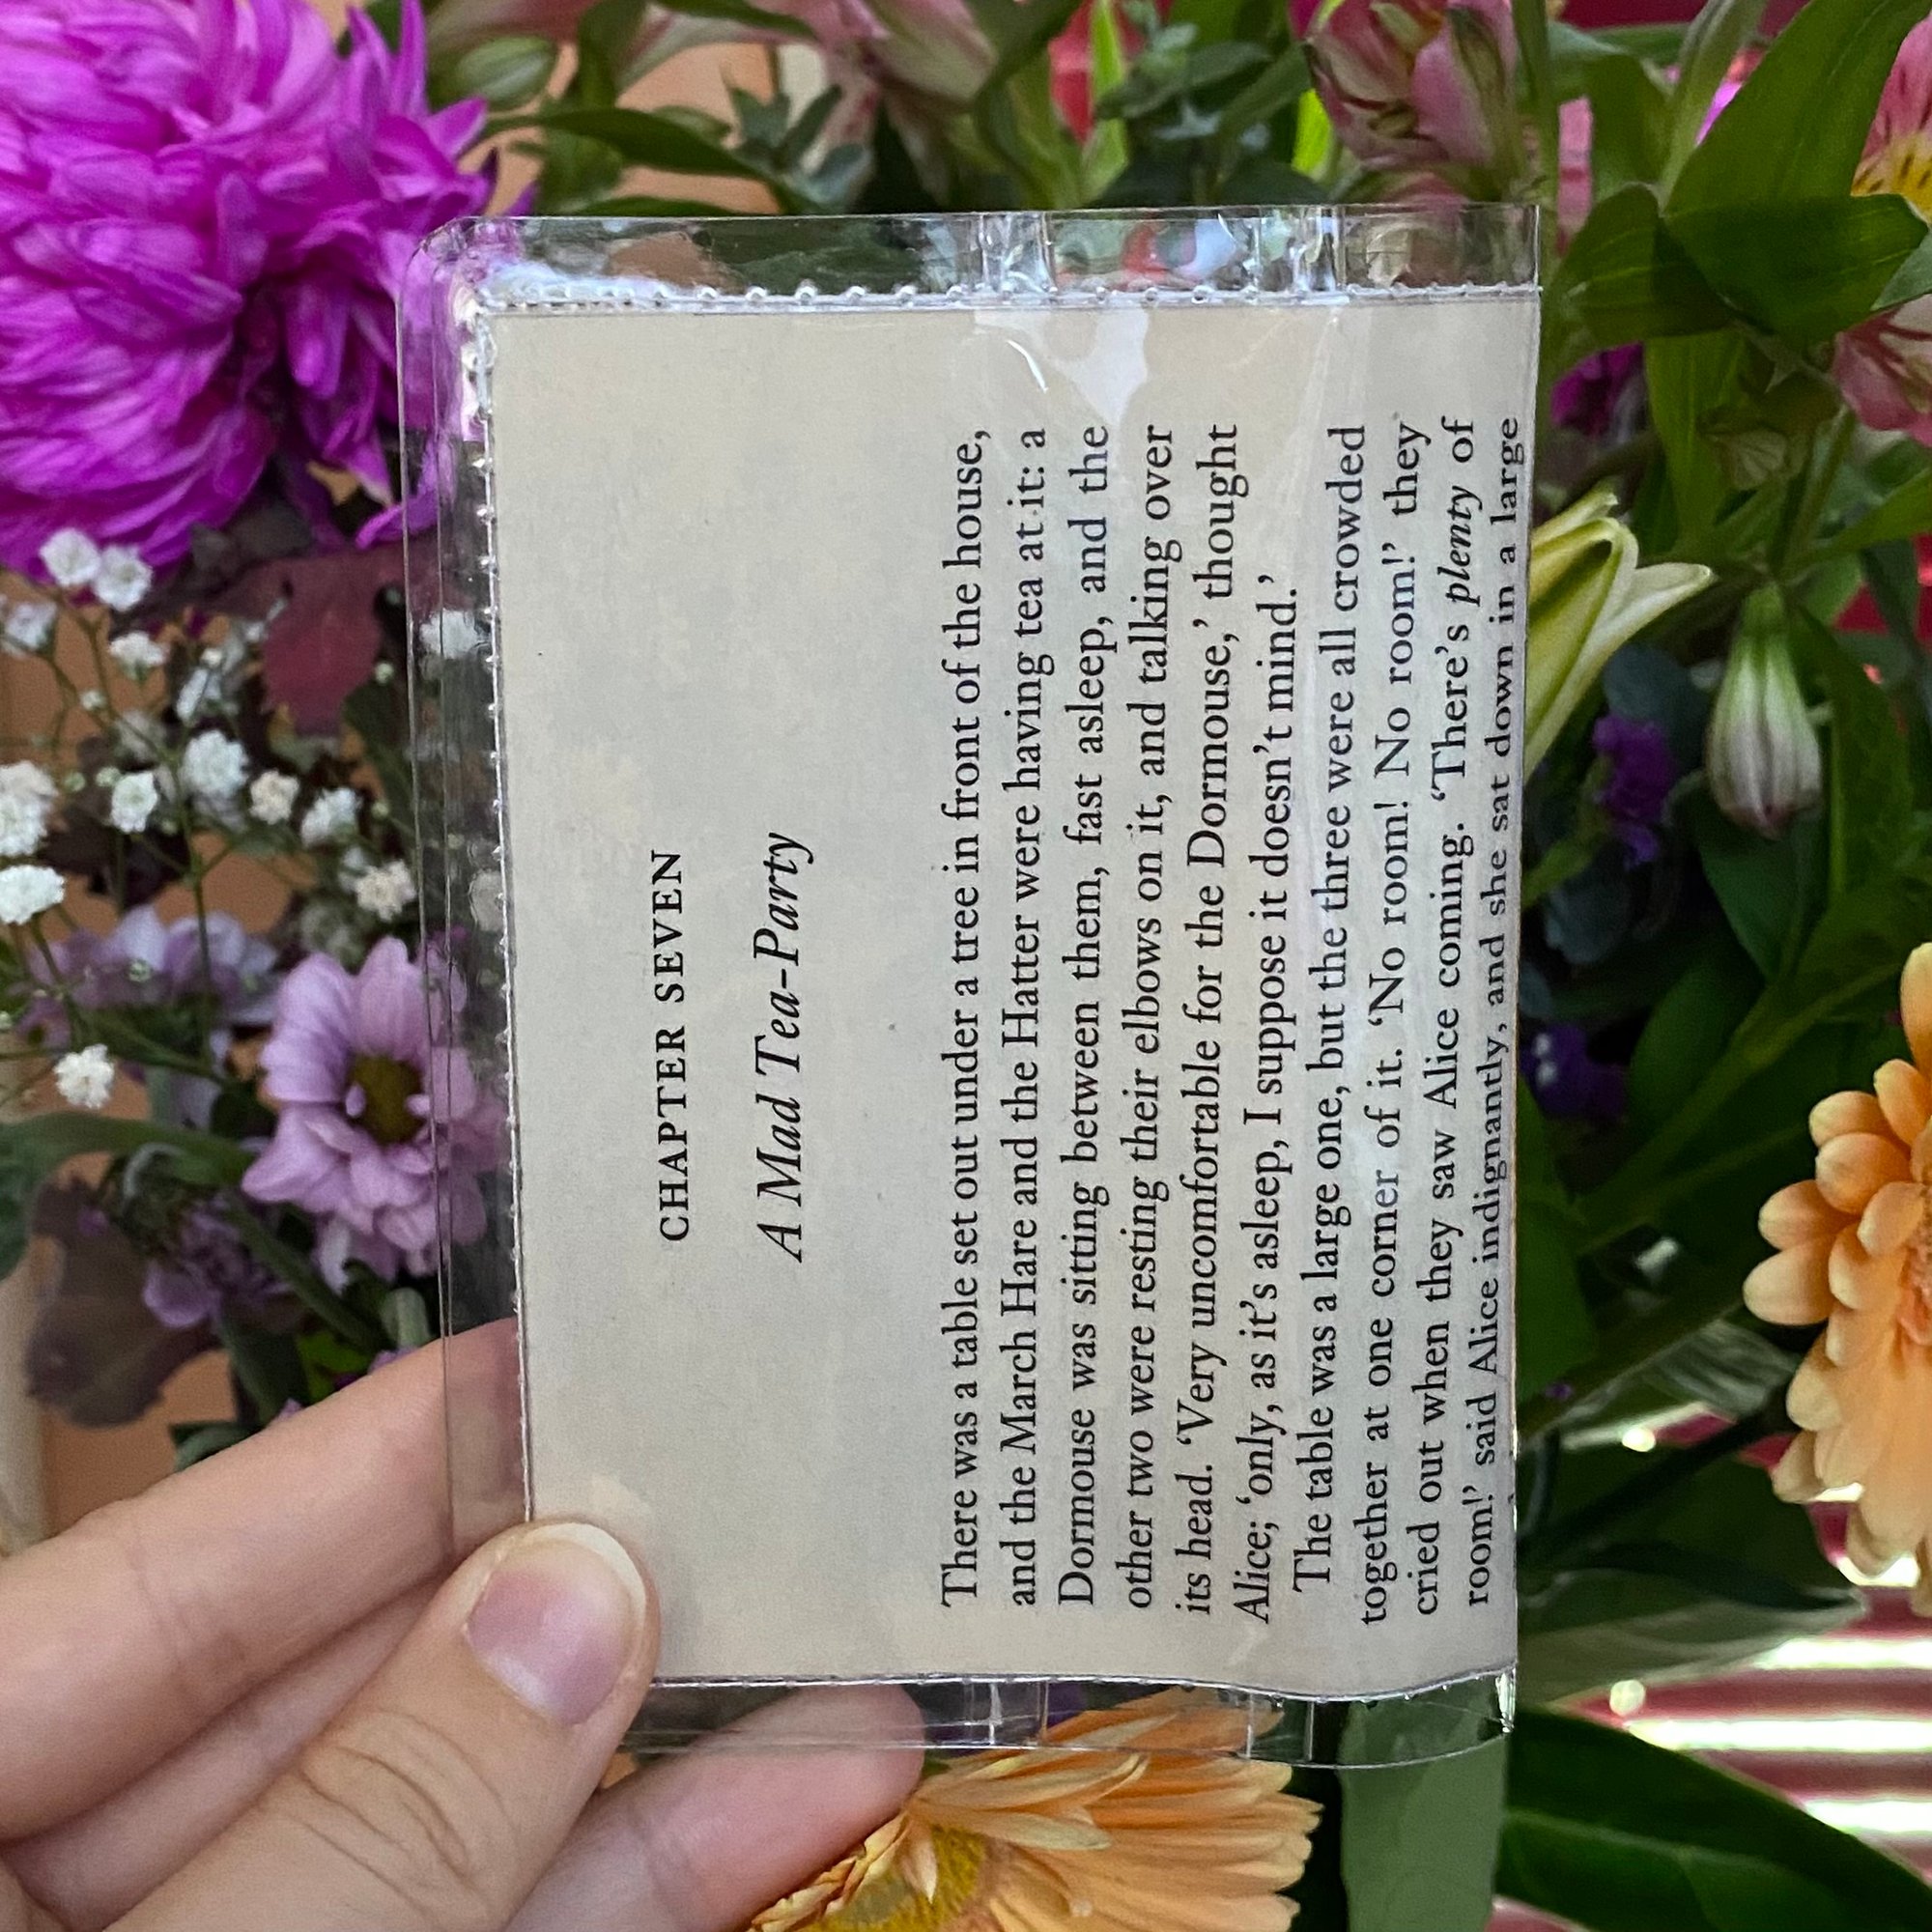 CHAPTER SEVEN
A Mad Tea-Party
There was a table set out under a tree in front of the house,
and the March Hare and the Hatter were having tea at it: a
Dormouse was sitting between them, fast asleep, and the
other two were resting their elbows on it, and talking over
its head. ‘Very uncomfortable for the Dormouse,’ thought
Alice; ‘only, as it’s asleep, I suppose it doesn’t mind.’
The table was a large one, but the three were all crowded
together at one corner of it. ‘No room! No room!’ they
cried out when they saw Alice coming. ‘There’s plenty of
room!’ said Alice indignantly, and she sat down in a large